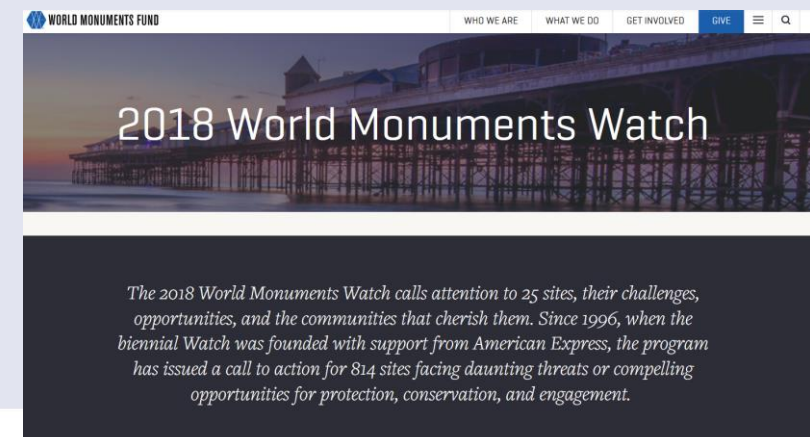 WORLD MONUMENTS FUND
WHO WE ARE WHAT WE DO GET INVOLVED GIVE
2018 World Monuments Watch
The 2018 World Monuments Watch calls attention to 25 sites, their challenges,
opportunities, and the communities that cherish them. Since 1996, when the
biennial Watch was founded with support from American Express, the program
has issued a call to action for 814 sites facing daunting threats or compelling
opportunities for protection, conservation, and engagement.